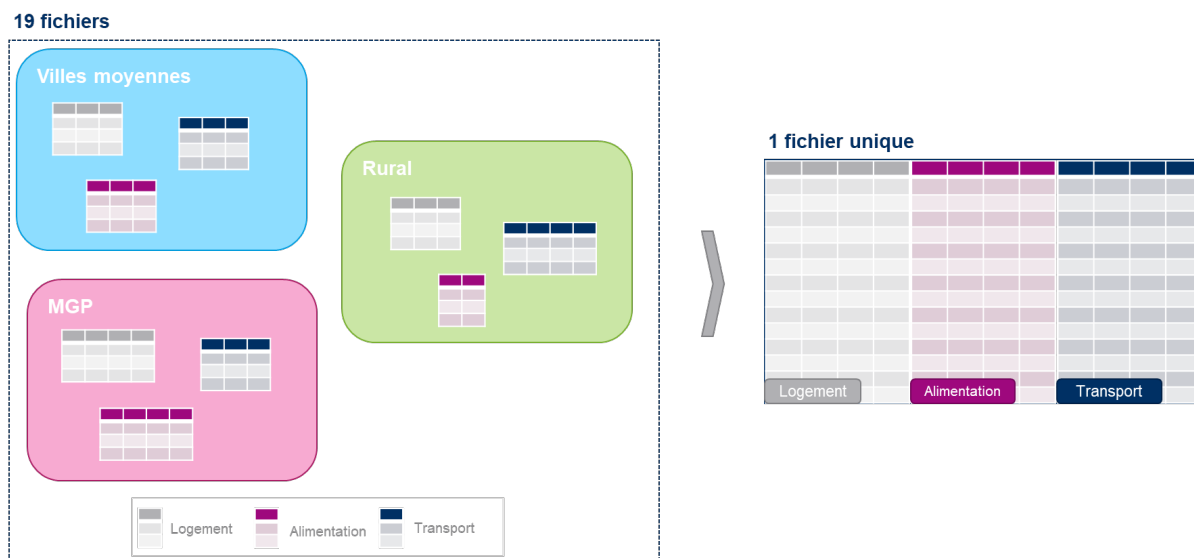 19 fichiers
Villes moyennes
Rural
MGP
Logement
Alimentation
Transport
1 fichier unique
Logement
Alimentation
Transport